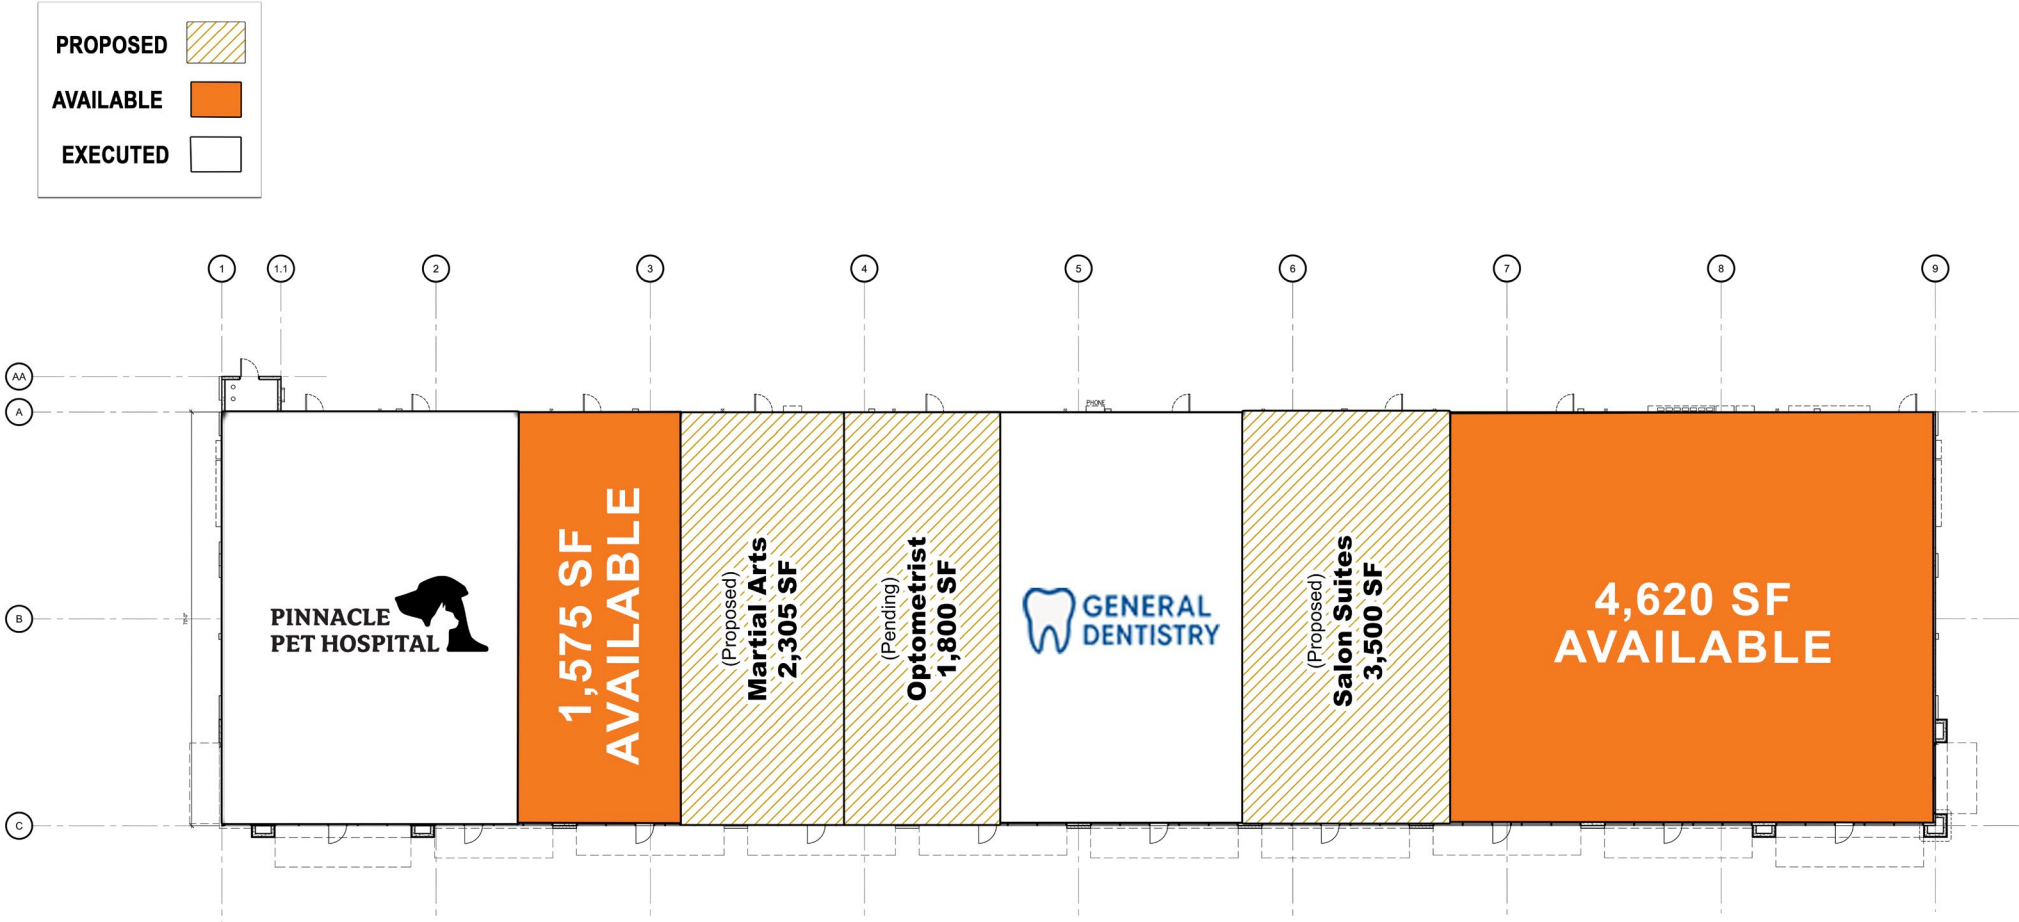 PROPOSED
AVAILABLE
EXECUTED
1
1.1
2
3
4
5
6
7
8
9
AA
A
B
C
PHONE
PINNACLE
PET HOSPITAL
1,575 SF
AVAILABLE
(Proposed)
Martial Arts
2,305 SF
(Pending)
Optometrist
1,800 SF
GENERAL
DENTISTRY
(Proposed)
Salon Suites
3,500 SF
4,620 SF
AVAILABLE